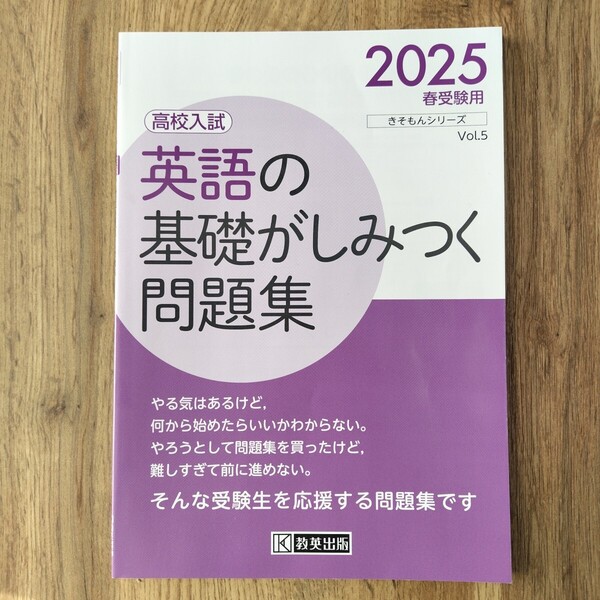 2025
春受験用
きそもんシリーズ
Vol.5
高校入試
英語の
基礎がしみつく
問題集
やる気はあるけど,
何から始めたらいいかわからない。
やろうとして問題集を買ったけど,
難しすぎて前に進めない。
そんな受験生を応援する問題集です
K 教英出版